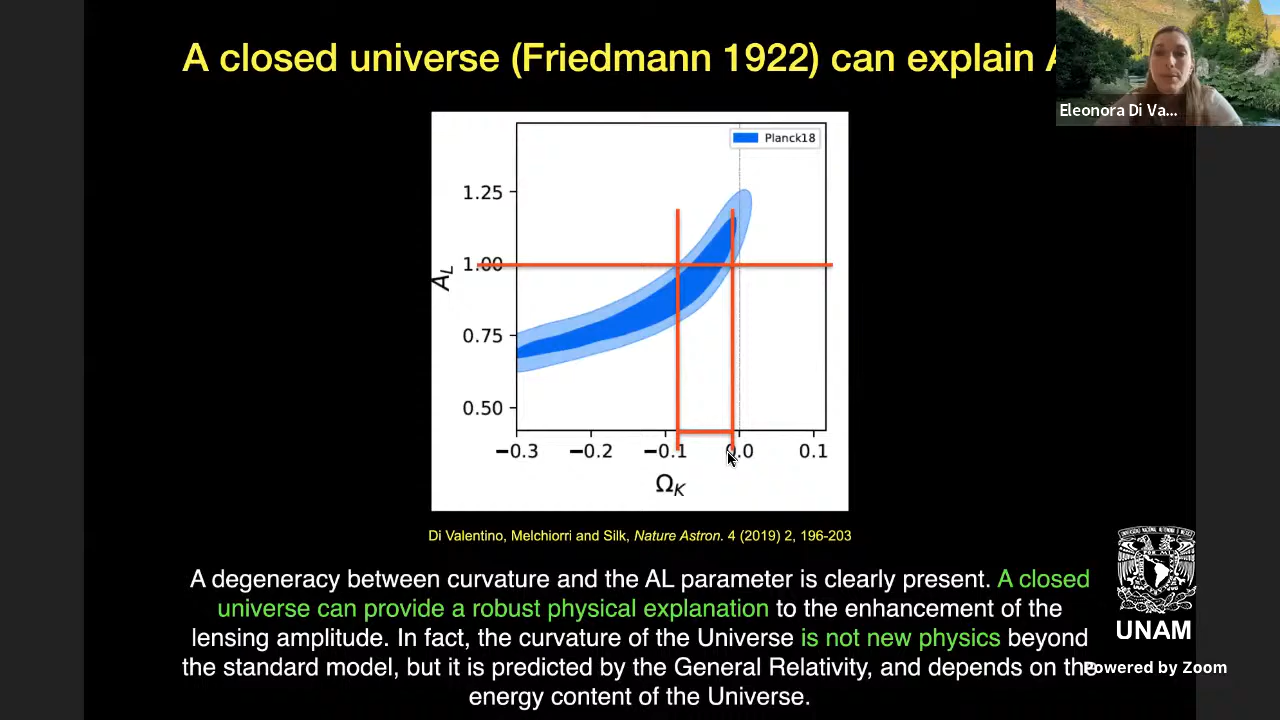 A closed universe (Friedmann 1922) can explain
Eleonora Di Va...
Planck18
1.25
1.00
0.75
0.50
A_L
−0.3 −0.2 −0.1 0.0 0.1
Ω_K
Di Valentino, Melchiorri and Silk, Nature Astron. 4 (2019) 2, 196-203
A degeneracy between curvature and the AL parameter is clearly present. A closed
universe can provide a robust physical explanation to the enhancement of the
lensing amplitude. In fact, the curvature of the Universe is not new physics beyond
the standard model, but it is predicted by the General Relativity, and depends on the
energy content of the Universe.
UNAM
Powered by Zoom